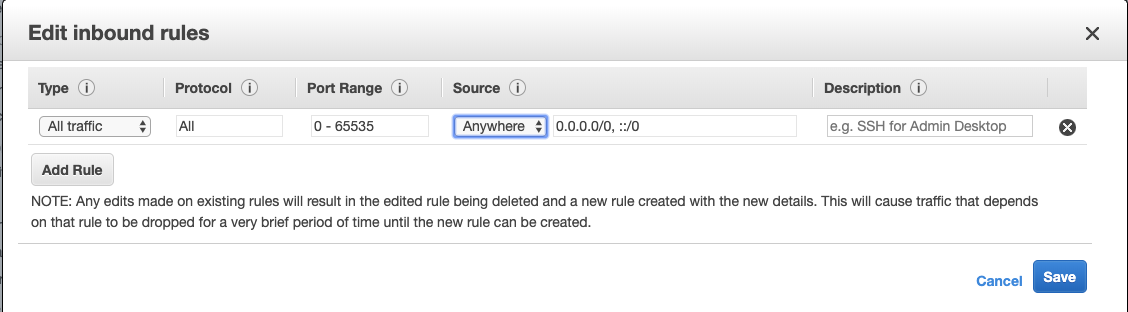 Edit inbound rules
Type i Protocol i Port Range i Source i Description i
All traffic All 0 - 65535 Anywhere 0.0.0.0/0, ::/0 e.g. SSH for Admin Desktop
Add Rule
NOTE: Any edits made on existing rules will result in the edited rule being deleted and a new rule created with the new details. This will cause traffic that depends
on that rule to be dropped for a very brief period of time until the new rule can be created.
Cancel Save